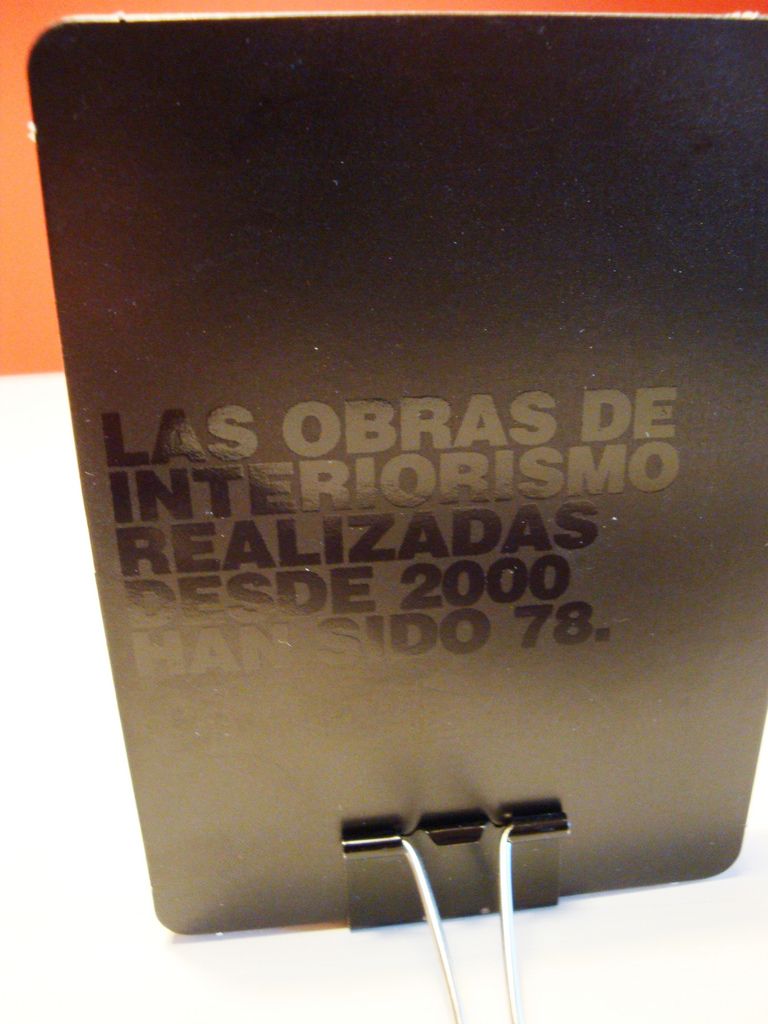 LAS OBRAS DE
INTERIORISMO
REALIZADAS
DESDE 2000
HAN SIDO 78.